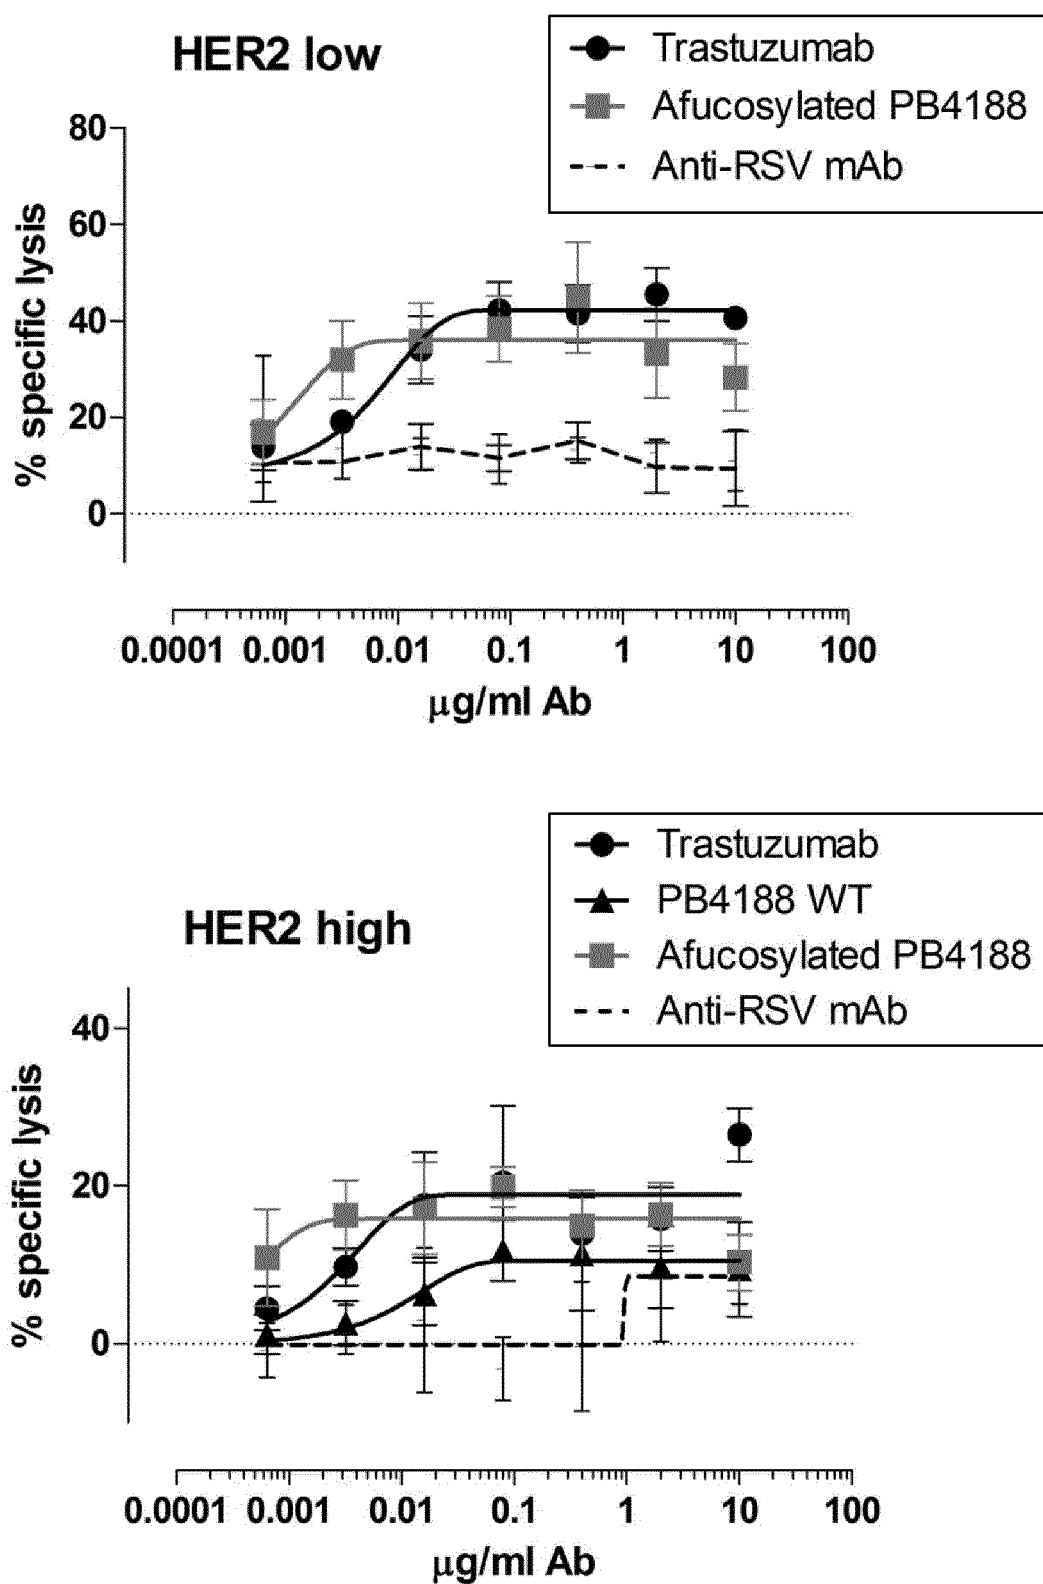 HER2 low
Trastuzumab
Afucosylated PB4188
Anti-RSV mAb
% specific lysis
80
60
40
20
0
0.0001 0.001 0.01 0.1 1 10 100
μg/ml Ab
HER2 high
Trastuzumab
PB4188 WT
Afucosylated PB4188
Anti-RSV mAb
% specific lysis
40
20
0
0.0001 0.001 0.01 0.1 1 10 100
μg/ml Ab